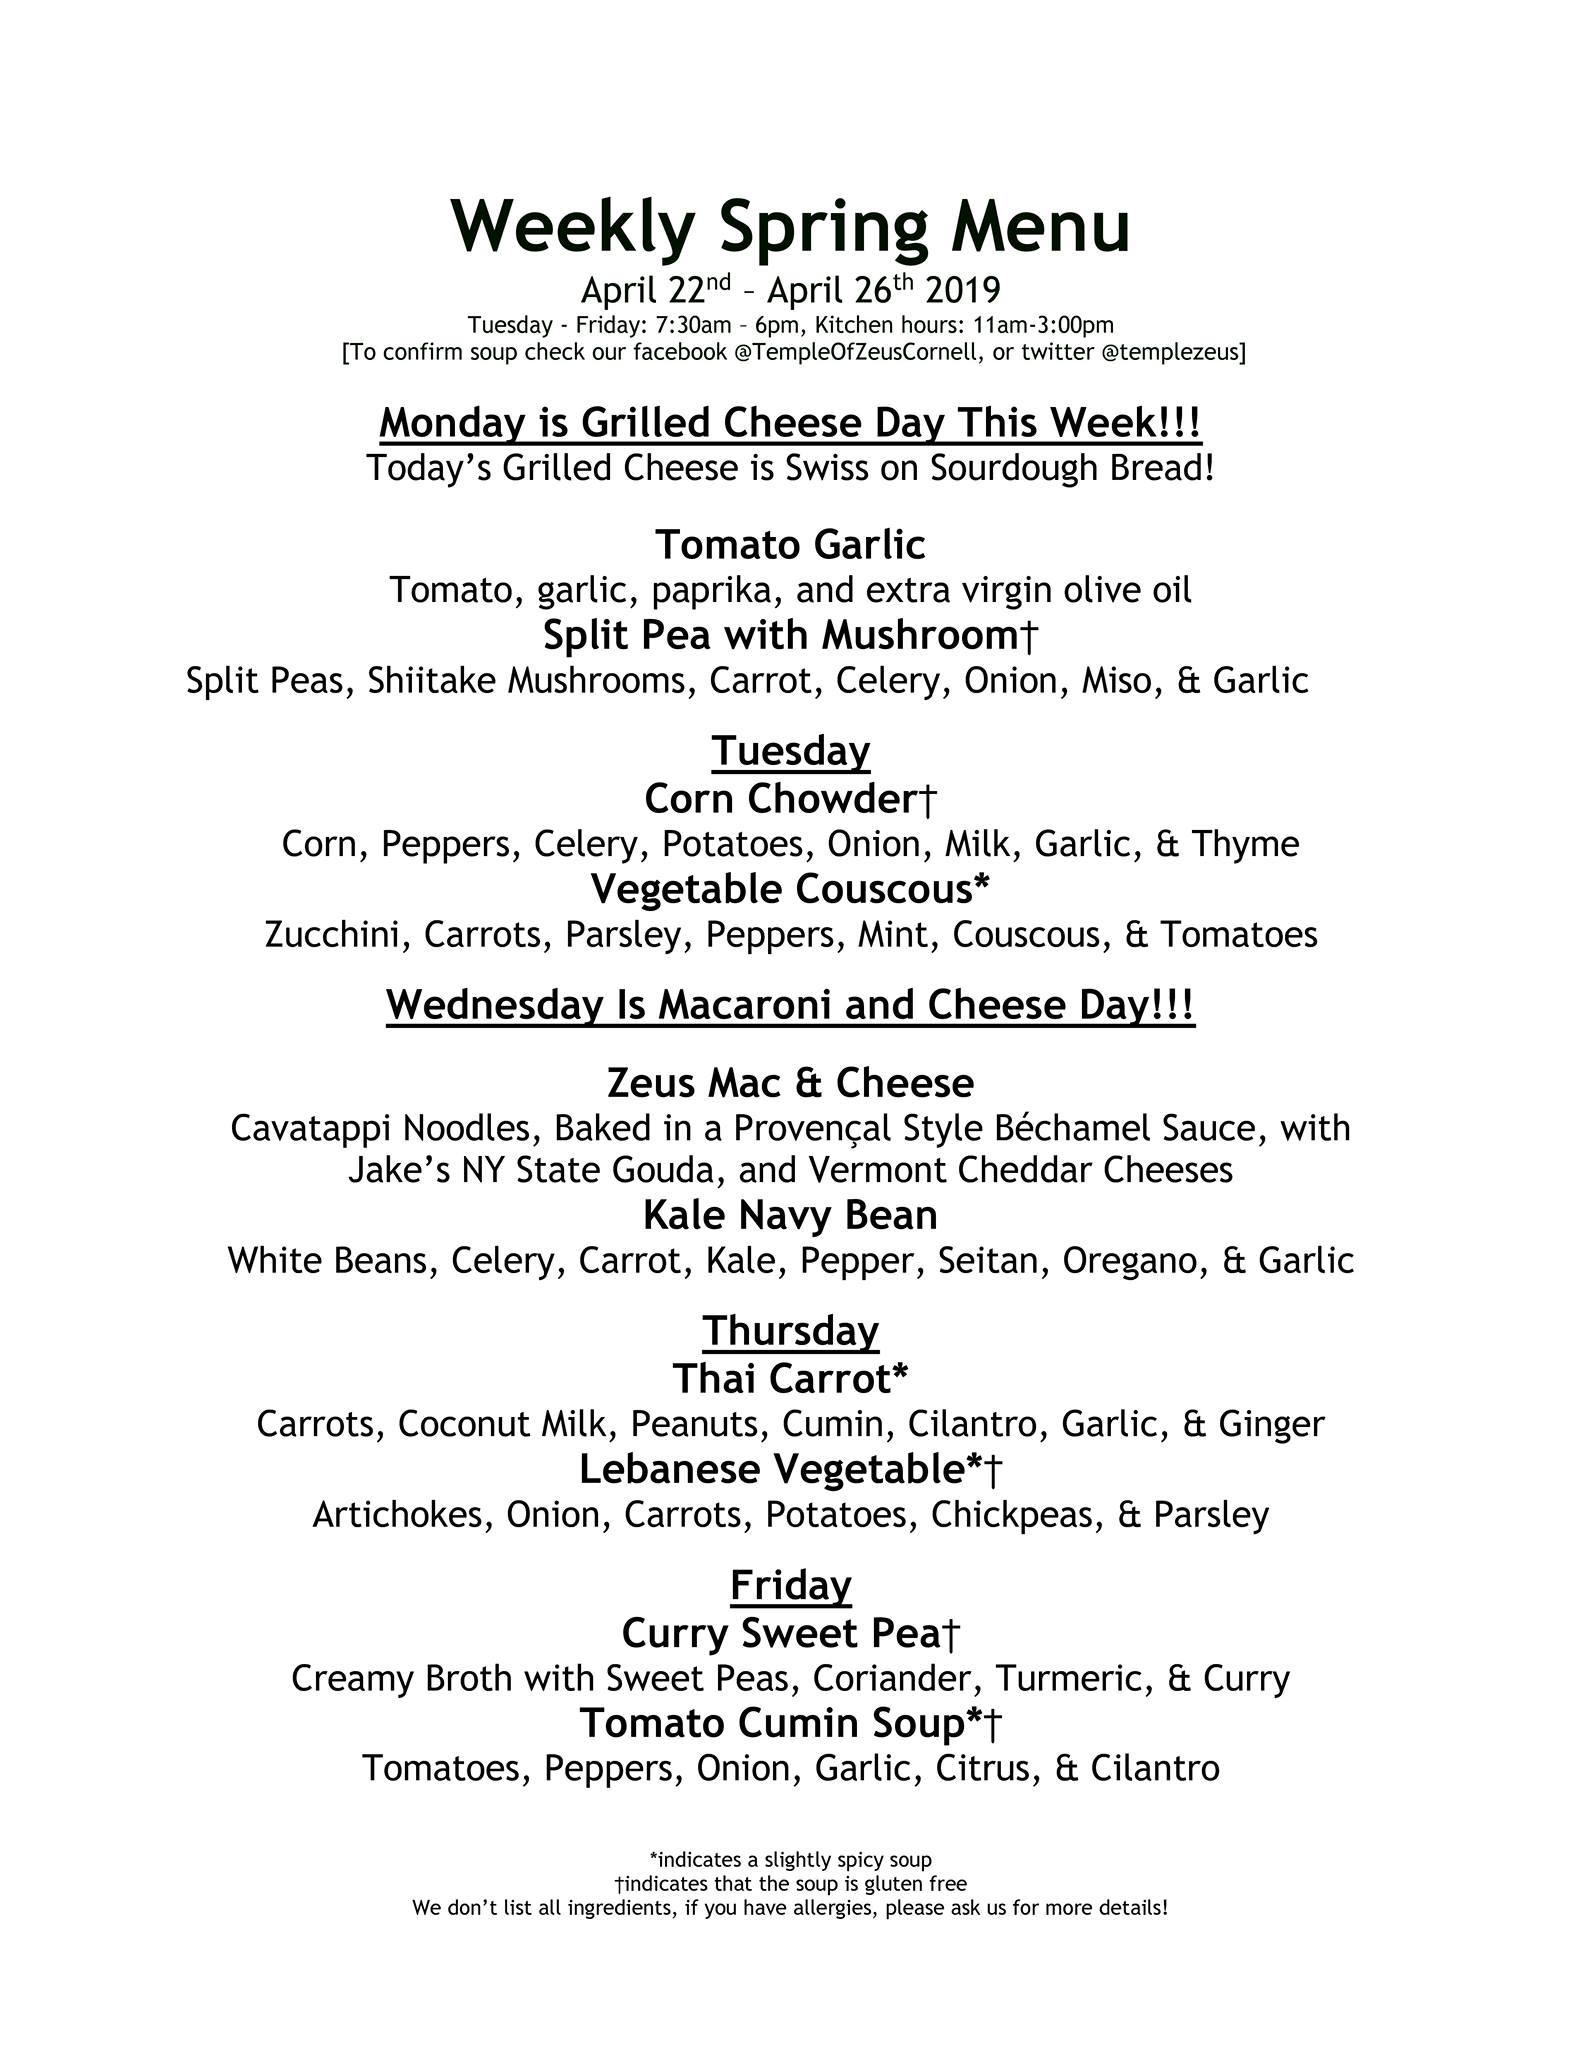 Weekly Spring Menu
April 22nd – April 26th 2019
Tuesday - Friday: 7:30am – 6pm, Kitchen hours: 11am-3:00pm
[To confirm soup check our facebook @TempleOfZeusCornell, or twitter @templezeus]
Monday is Grilled Cheese Day This Week!!!
Today’s Grilled Cheese is Swiss on Sourdough Bread!
Tomato Garlic
Tomato, garlic, paprika, and extra virgin olive oil
Split Pea with Mushroom†
Split Peas, Shiitake Mushrooms, Carrot, Celery, Onion, Miso, & Garlic
Tuesday
Corn Chowder†
Corn, Peppers, Celery, Potatoes, Onion, Milk, Garlic, & Thyme
Vegetable Couscous*
Zucchini, Carrots, Parsley, Peppers, Mint, Couscous, & Tomatoes
Wednesday Is Macaroni and Cheese Day!!!
Zeus Mac & Cheese
Cavatappi Noodles, Baked in a Provençal Style Béchamel Sauce, with
Jake’s NY State Gouda, and Vermont Cheddar Cheeses
Kale Navy Bean
White Beans, Celery, Carrot, Kale, Pepper, Seitan, Oregano, & Garlic
Thursday
Thai Carrot*
Carrots, Coconut Milk, Peanuts, Cumin, Cilantro, Garlic, & Ginger
Lebanese Vegetable*†
Artichokes, Onion, Carrots, Potatoes, Chickpeas, & Parsley
Friday
Curry Sweet Pea†
Creamy Broth with Sweet Peas, Coriander, Turmeric, & Curry
Tomato Cumin Soup*†
Tomatoes, Peppers, Onion, Garlic, Citrus, & Cilantro
*indicates a slightly spicy soup
†indicates that the soup is gluten free
We don’t list all ingredients, if you have allergies, please ask us for more details!